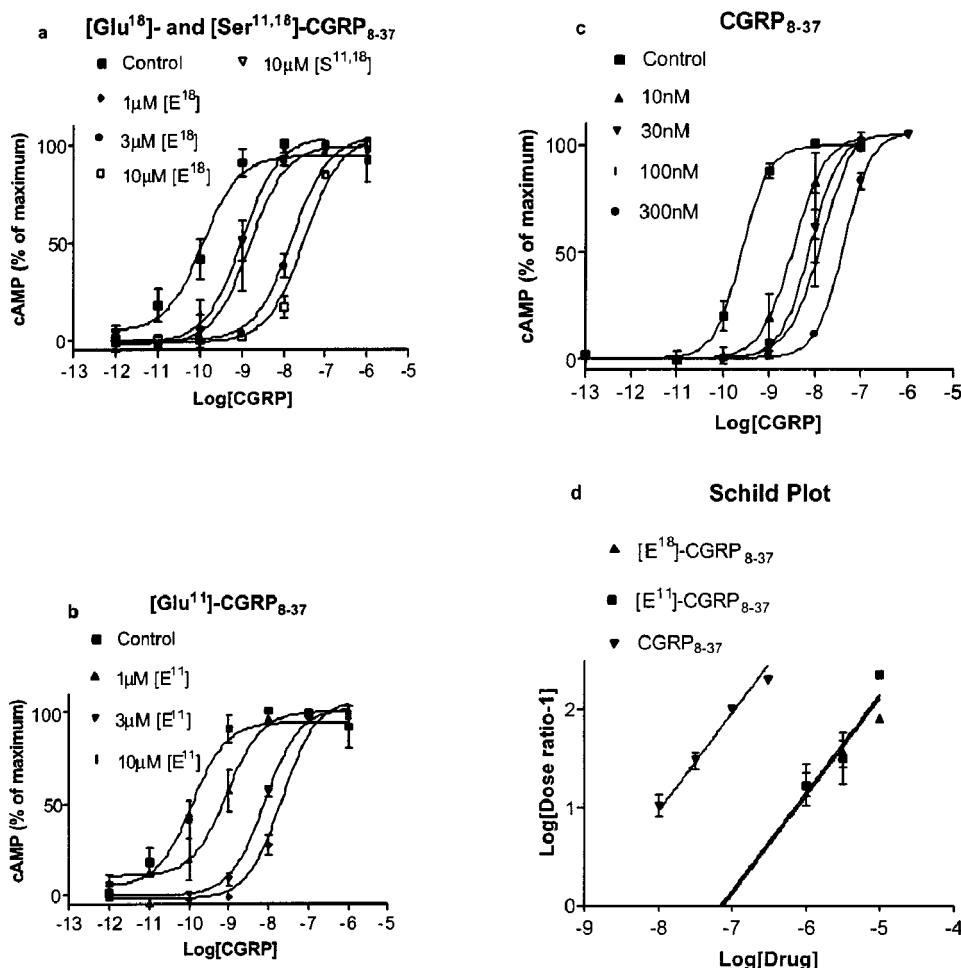 a [Glu¹⁸]- and [Ser¹¹,¹⁸]-CGRP₈₋₃₇
Control
10μM [S¹¹,¹⁸]
1μM [E¹⁸]
3μM [E¹⁸]
10μM [E¹⁸]
cAMP (% of maximum)
100
50
0
-13 -12 -11 -10 -9 -8 -7 -6 -5
Log[CGRP]
c CGRP₈₋₃₇
Control
10nM
30nM
100nM
300nM
cAMP (% of maximum)
100
50
0
-13 -12 -11 -10 -9 -8 -7 -6 -5
Log[CGRP]
b [Glu¹¹]-CGRP₈₋₃₇
Control
1μM [E¹¹]
3μM [E¹¹]
10μM [E¹¹]
cAMP (% of maximum)
100
50
0
-13 -12 -11 -10 -9 -8 -7 -6 -5
Log[CGRP]
d Schild Plot
[E¹⁸]-CGRP₈₋₃₇
[E¹¹]-CGRP₈₋₃₇
CGRP₈₋₃₇
Log[Dose ratio-1]
2
1
0
-9 -8 -7 -6 -5 -4
Log[Drug]